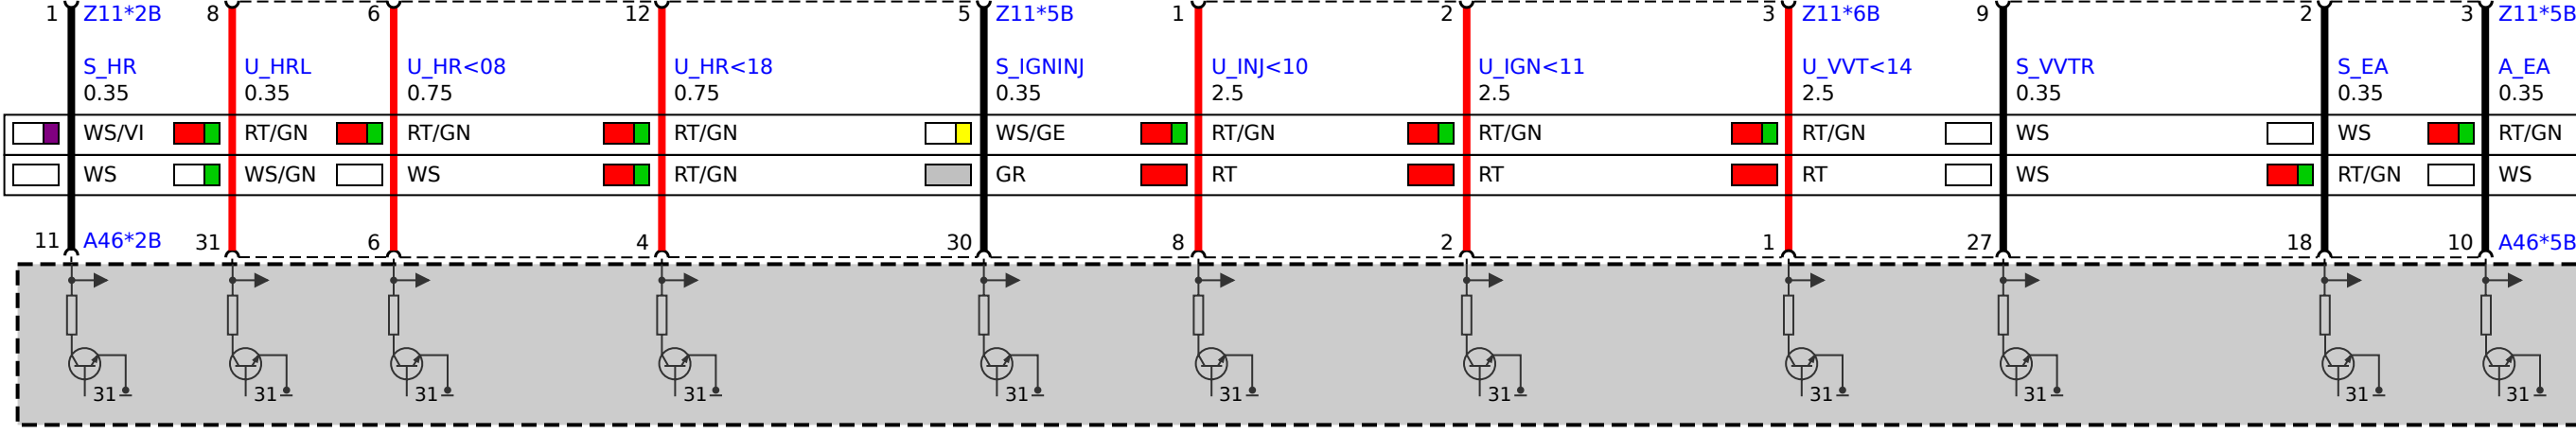 1 Z11*2B 8 6 12 5 Z11*5B 1 2 3 Z11*6B 9 2 3 Z11*5B
S_HR U_HRL U_HR<08 U_HR<18 S_IGNINJ U_INJ<10 U_IGN<11 U_VVT<14 S_VVTR S_EA A_EA
0.35 0.35 0.75 0.75 0.35 2.5 2.5 2.5 0.35 0.35 0.35
WS/VI RT/GN RT/GN RT/GN WS/GE RT/GN RT/GN RT/GN WS WS RT/GN
WS WS/GN WS RT/GN GR RT RT RT WS RT/GN WS
11 A46*2B 31 6 4 30 8 2 1 27 18 10 A46*5B
31 31 31 31 31 31 31 31 31 31 31